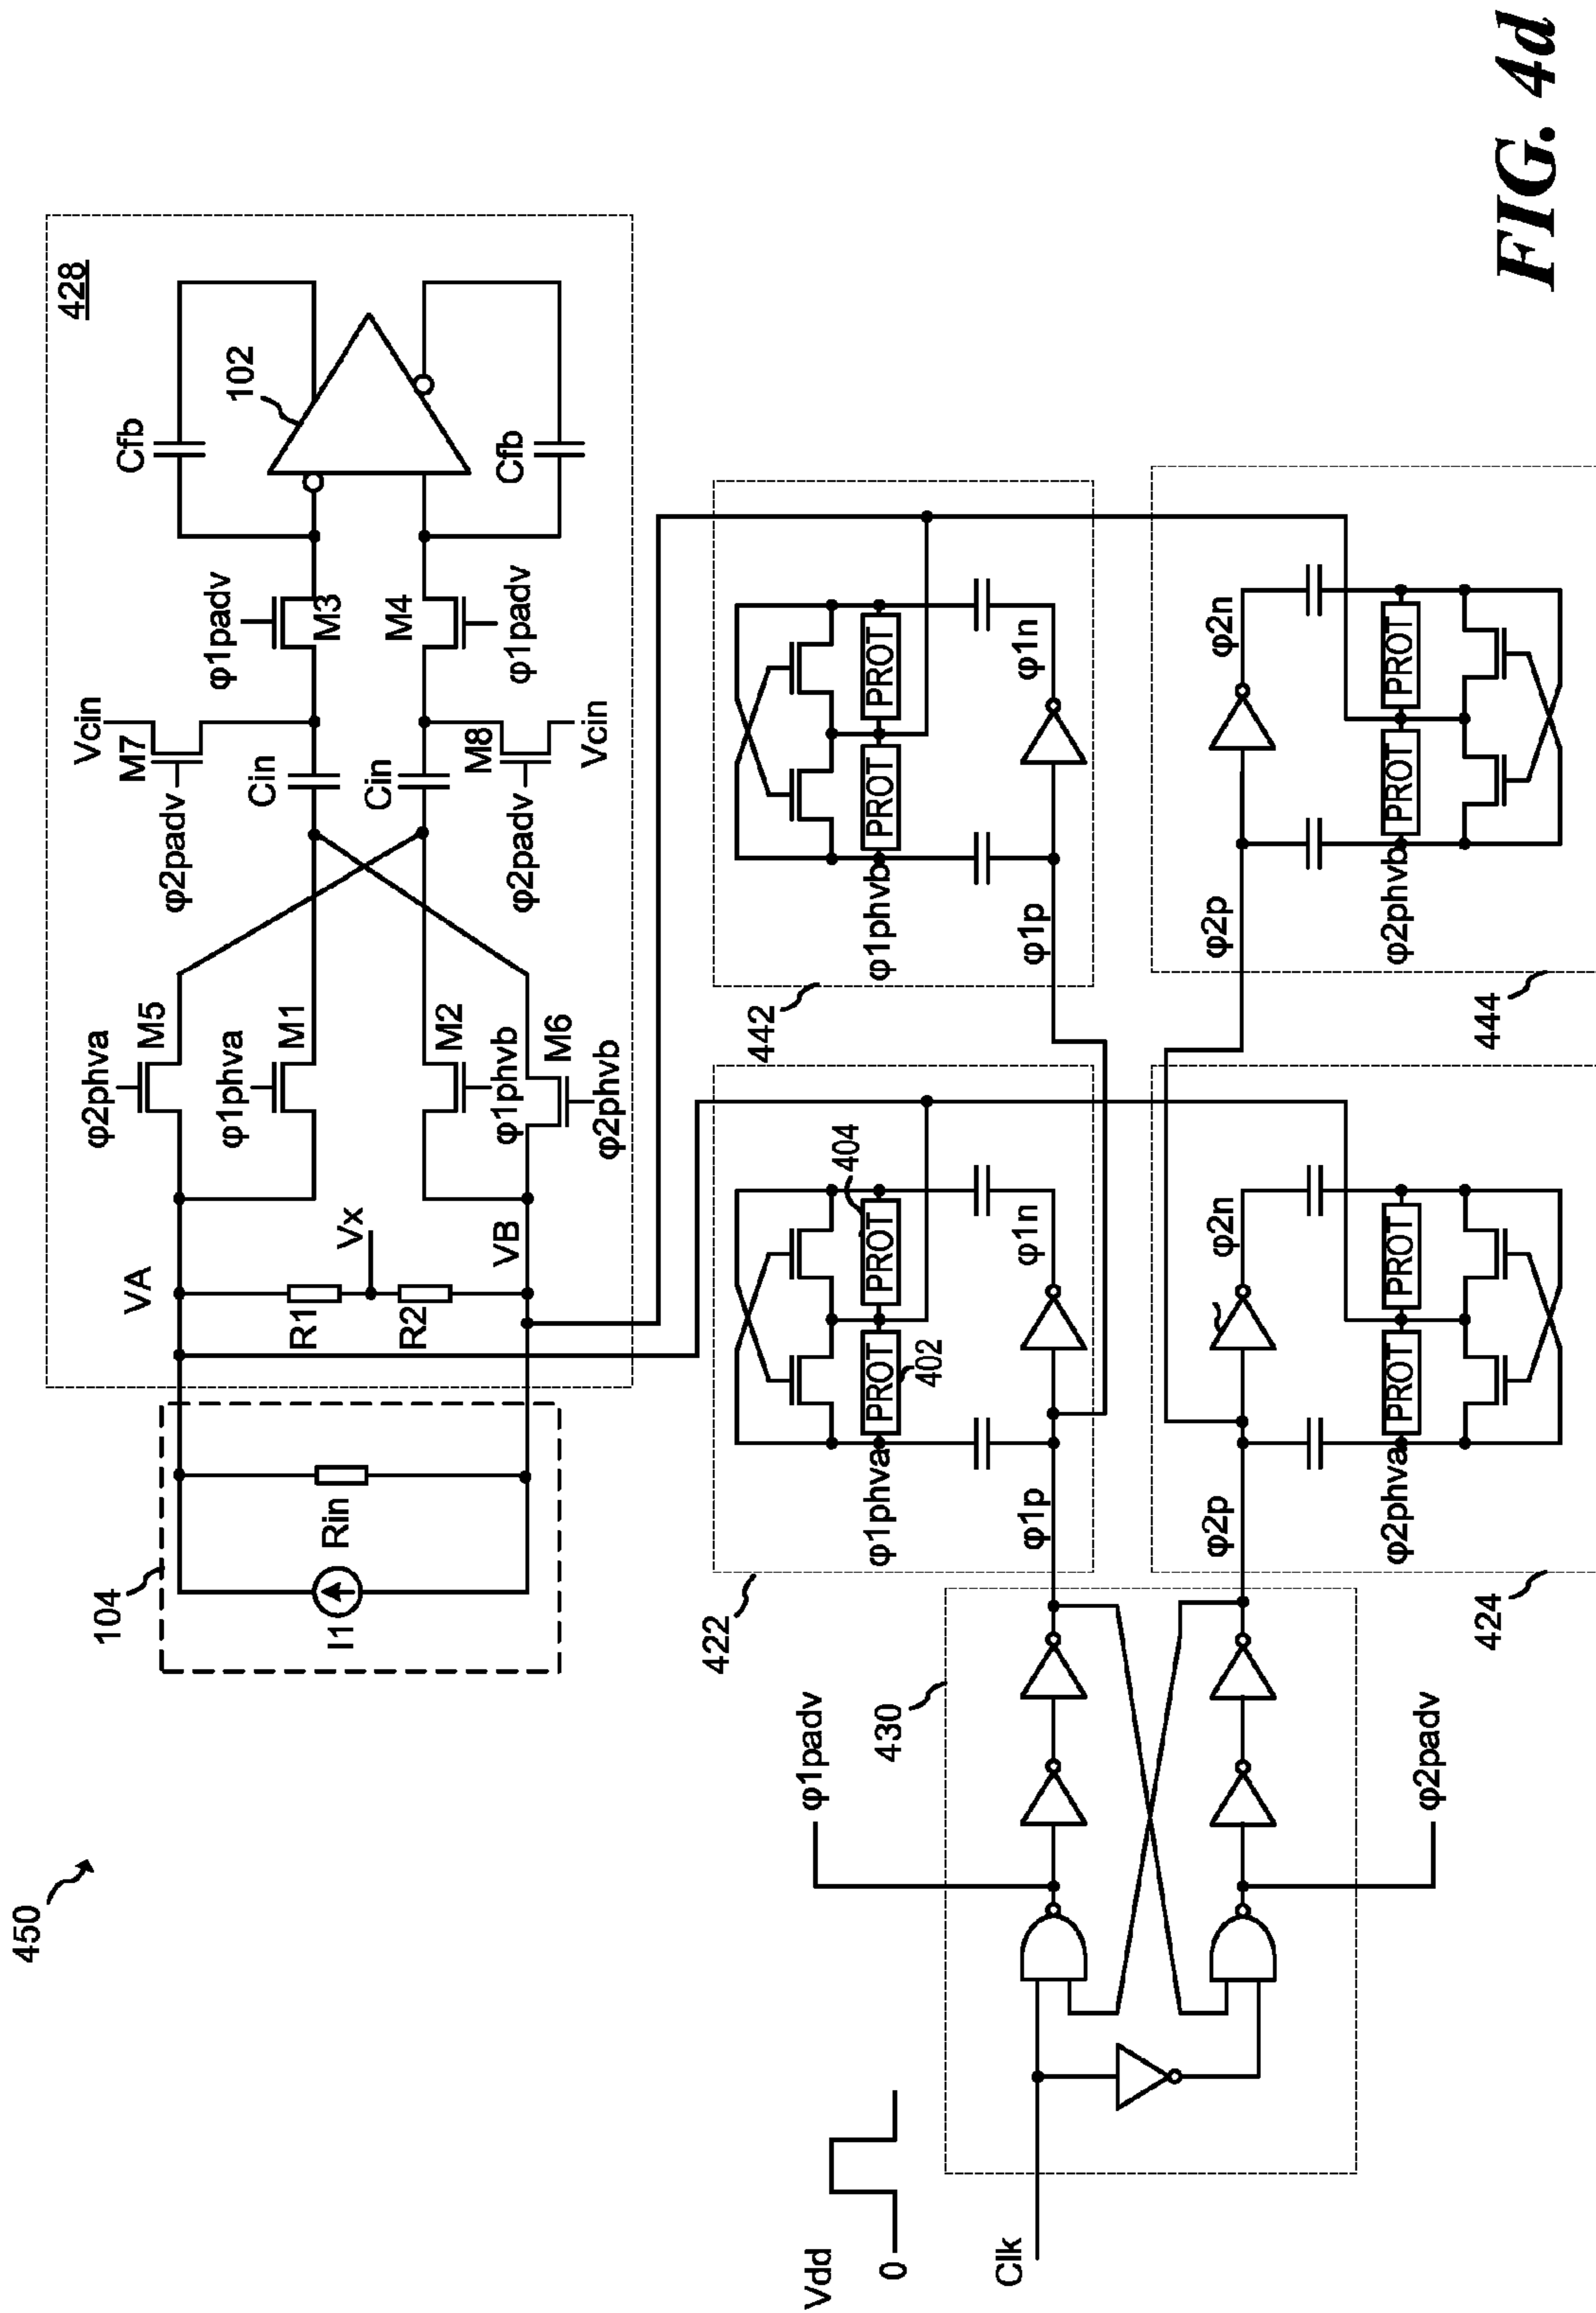 450
104
I1
Rin
VA
R1
Vx
R2
VB
φ2phva
M5
φ1phva
M1
M2
φ1phvb
M6
φ2phvb
428
Vcin
M7
φ2padv
Cin
Cin
φ2padv
M8
Vcin
φ1padv
M3
M4
φ1padv
Cfb
102
Cfb
422
φ1phva
PROT
402
PROT
404
φ1p
φ1n
442
φ1phvb
PROT
PROT
φ1p
φ1n
Vdd
0
Clk
φ1padv
430
φ2padv
φ2p
φ2n
φ2phva
PROT
PROT
424
φ2p
φ2n
φ2phvb
PROT
PROT
444
FIG. 4d